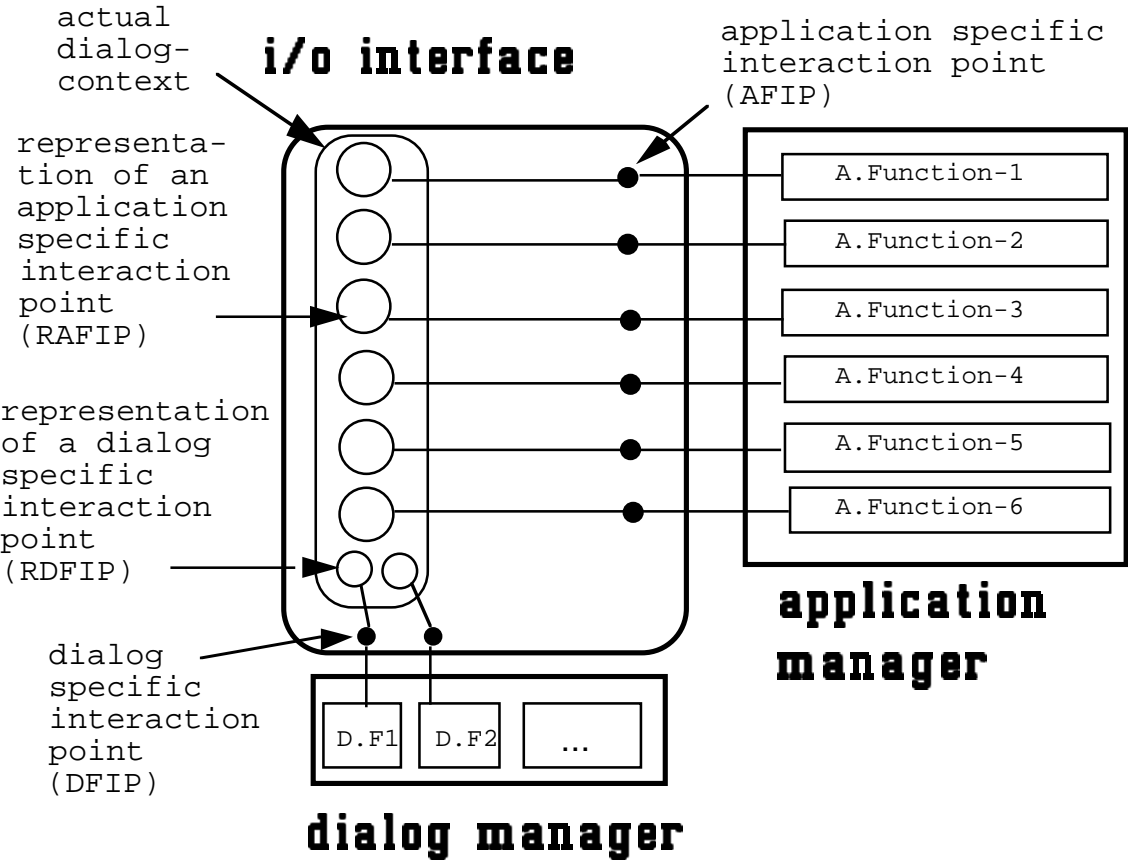 actual
dialog-
context
i/o interface
application specific
interaction point
(AFIP)
representa-
tion of an
application
specific
interaction
point
(RAFIP)
A.Function-1
A.Function-2
A.Function-3
A.Function-4
A.Function-5
A.Function-6
representation
of a dialog
specific
interaction
point
(RDFIP)
application
manager
dialog
specific
interaction
point
(DFIP)
D.F1
D.F2
...
dialog manager